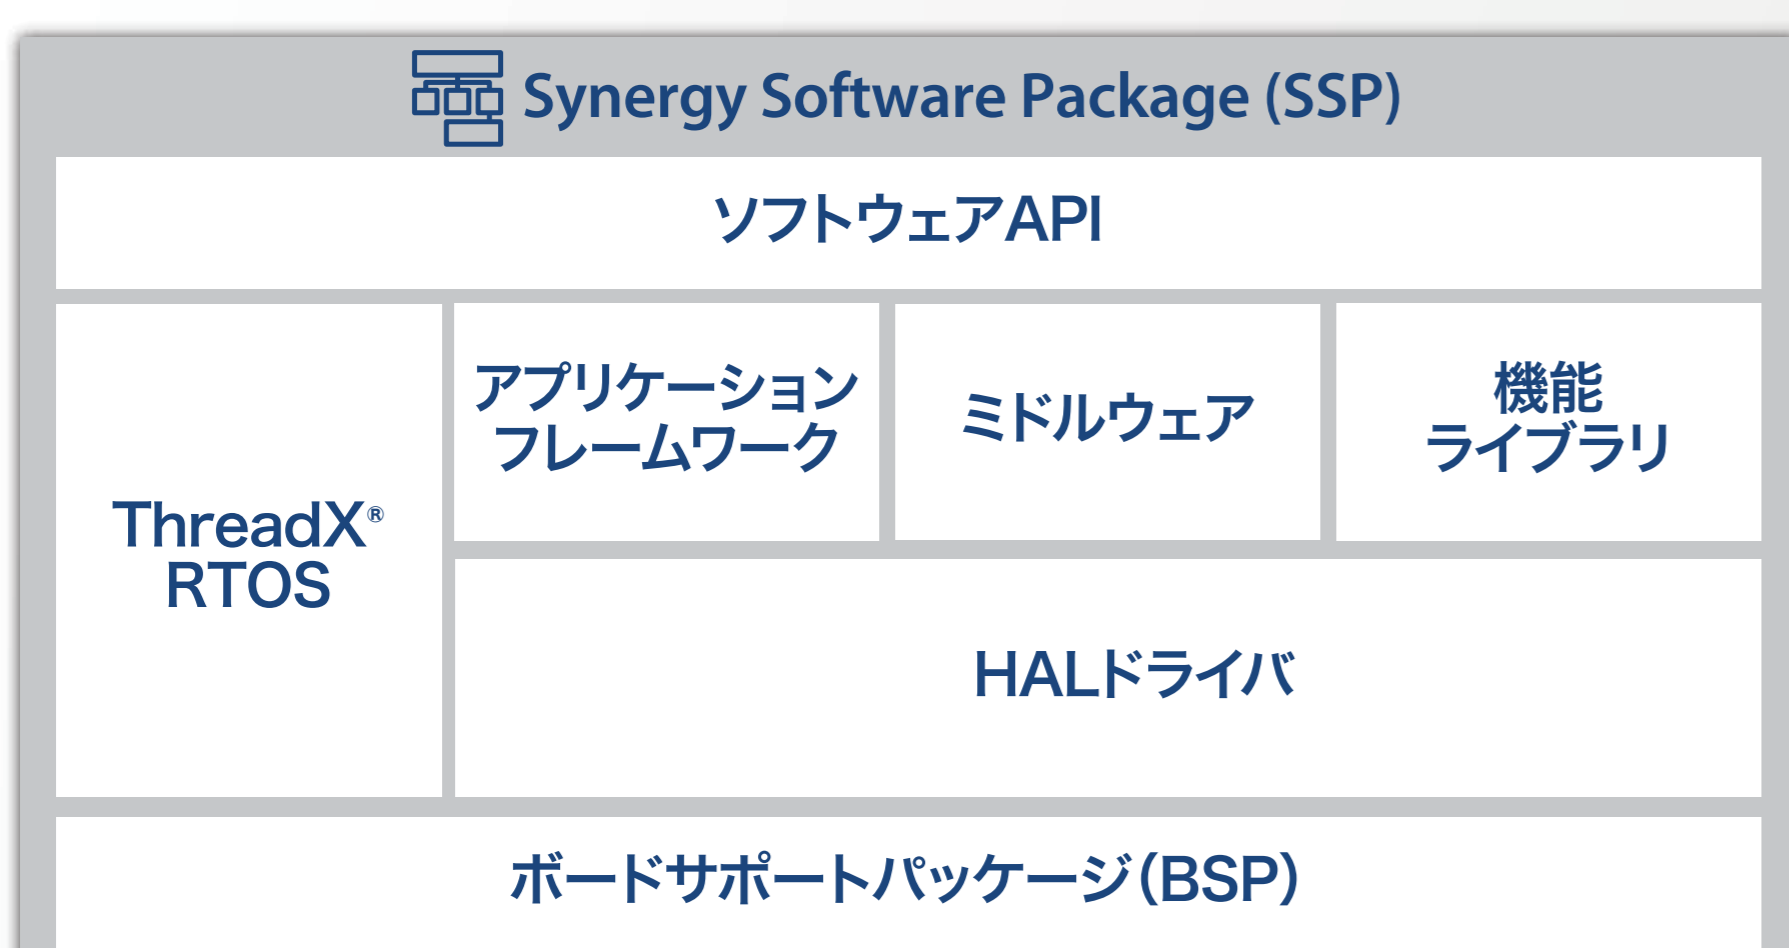 Synergy Software Package (SSP)
ソフトウェアAPI
ThreadX®
RTOS
アプリケーション
フレームワーク
ミドルウェア
機能
ライブラリ
HALドライバ
ボードサポートパッケージ(BSP)